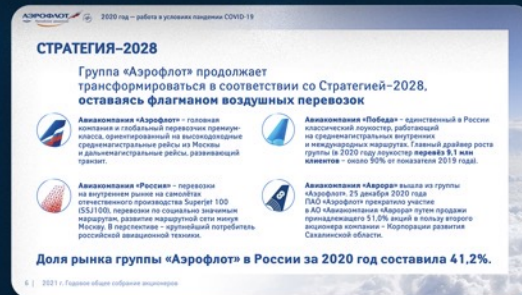 АЭРОФЛОТ
2020 год — работа в условиях пандемии COVID-19
СТРАТЕГИЯ–2028
Группа «Аэрофлот» продолжает
трансформироваться в соответствии со Стратегией–2028,
оставаясь флагманом воздушных перевозок
Авиакомпания «Аэрофлот» – головная
компания и глобальный перевозчик премиум-
класса, ориентированный на высокодоходные
среднемагистральные рейсы из Москвы
и дальнемагистральные рейсы, развивающий
транзит.
Авиакомпания «Победа» – единственный в России
классический лоукостер, работающий
на среднемагистральных внутренних
и международных маршрутах. Главный драйвер роста
группы (в 2020 году лоукостер перевёз 9,1 млн
клиентов – около 90% от показателя 2019 года).
Авиакомпания «Россия» – перевозки
на внутреннем рынке на самолётах
отечественного производства Superjet 100
(SSJ100), перевозки по социально значимым
маршрутам, развитие маршрутной сети минуя
Москву. В перспективе – крупнейший потребитель
российской авиационной техники.
Авиакомпания «Аврора» вышла из группы
«Аэрофлот». 25 декабря 2020 года
ПАО «Аэрофлот» прекратило участие
в АО «Авиакомпания «Аврора» путем продажи
принадлежащего 51,0% акций в пользу второго
акционера компании – Корпорации развития
Сахалинской области.
Доля рынка группы «Аэрофлот» в России за 2020 год составила 41,2%.
6 | 2021 г. Годовое общее собрание акционеров